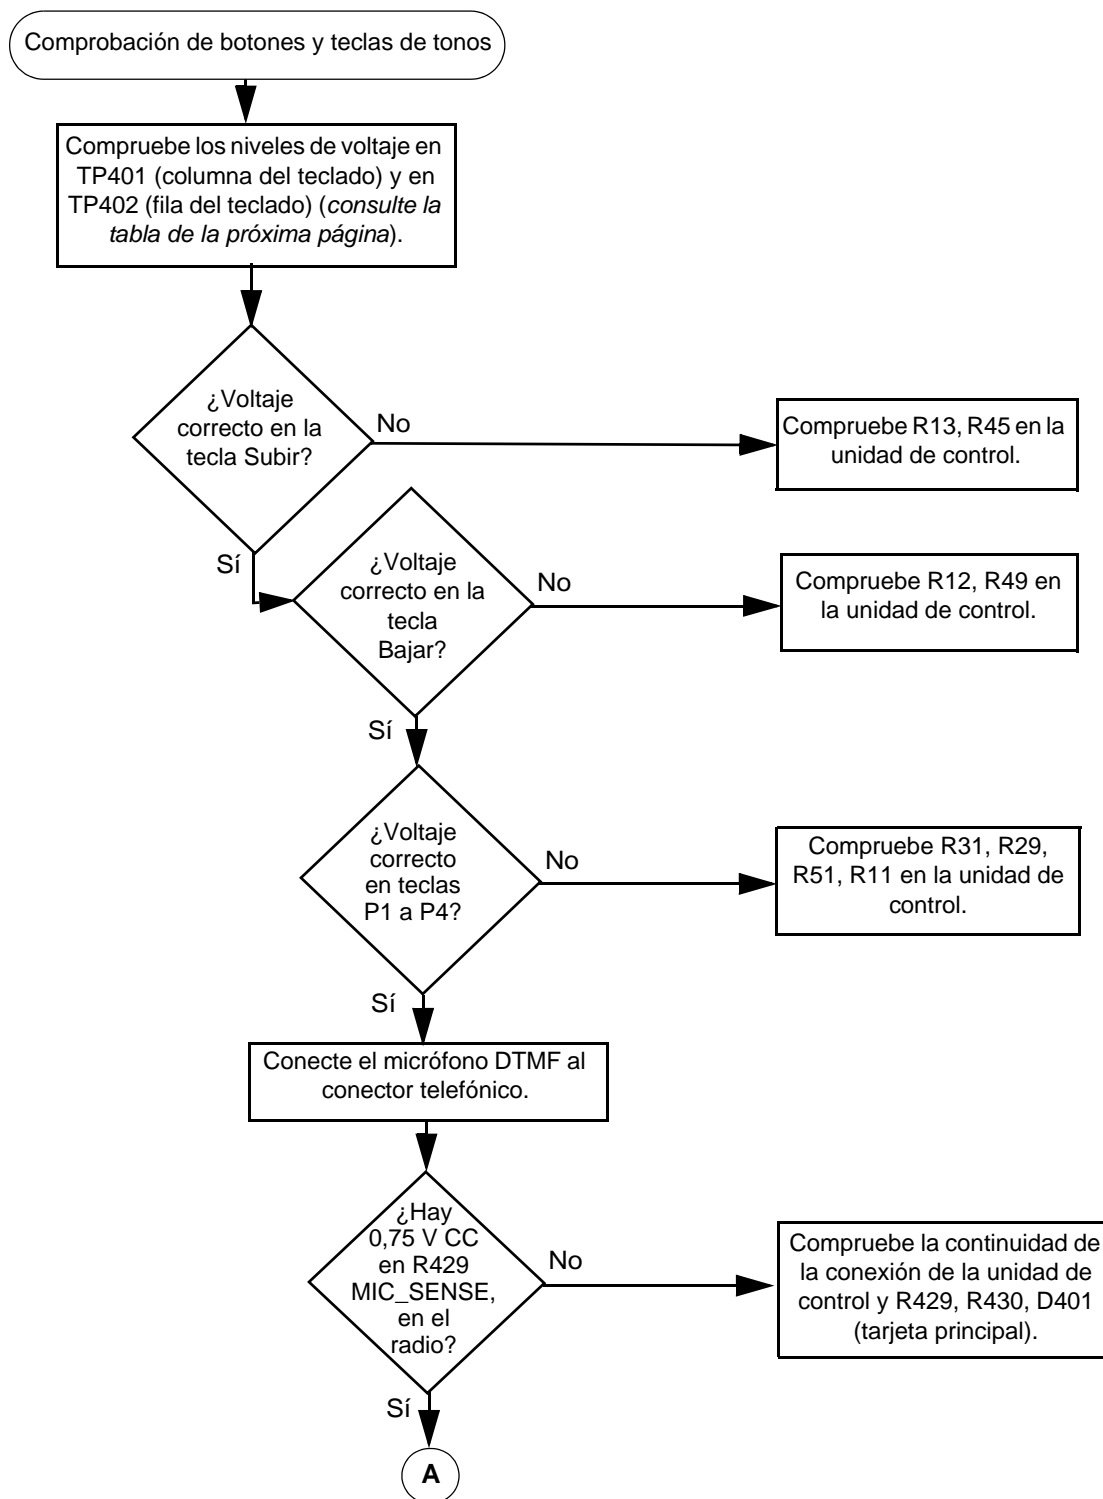 Comprobación de botones y teclas de tonos
Compruebe los niveles de voltaje en
TP401 (columna del teclado) y en
TP402 (fila del teclado) (consulte la
tabla de la próxima página).
¿Voltaje
correcto en la
tecla Subir?
No
Compruebe R13, R45 en la
unidad de control.
Sí
¿Voltaje
correcto en la
tecla
Bajar?
No
Compruebe R12, R49 en
la unidad de control.
Sí
¿Voltaje
correcto
en teclas
P1 a P4?
No
Compruebe R31, R29,
R51, R11 en la unidad de
control.
Sí
Conecte el micrófono DTMF al
conector telefónico.
¿Hay
0,75 V CC
en R429
MIC_SENSE,
en el
radio?
No
Compruebe la continuidad de
la conexión de la unidad de
control y R429, R430, D401
(tarjeta principal).
Sí
A